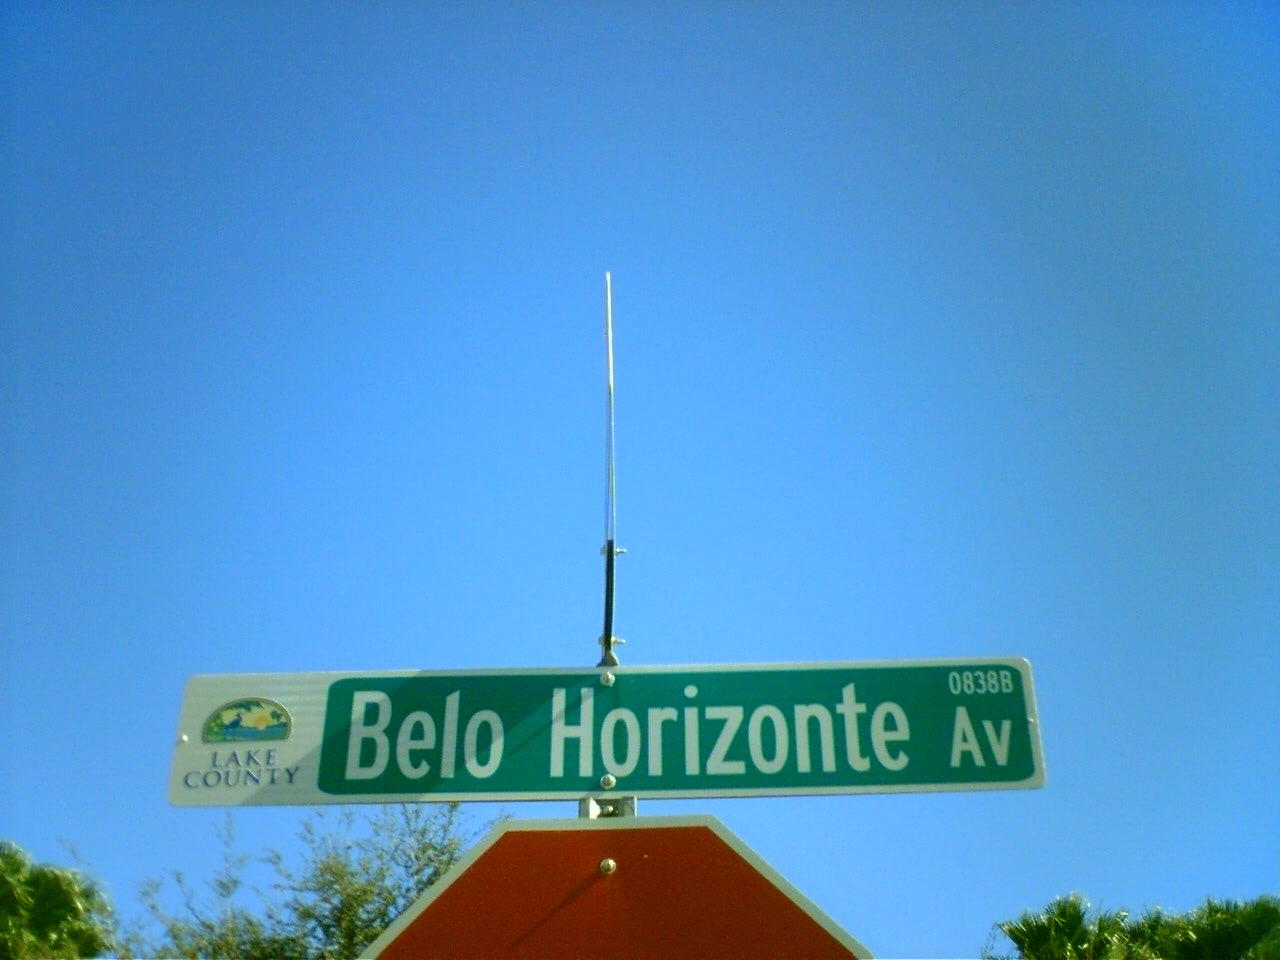 LAKE
COUNTY
Belo Horizonte Av
0838B